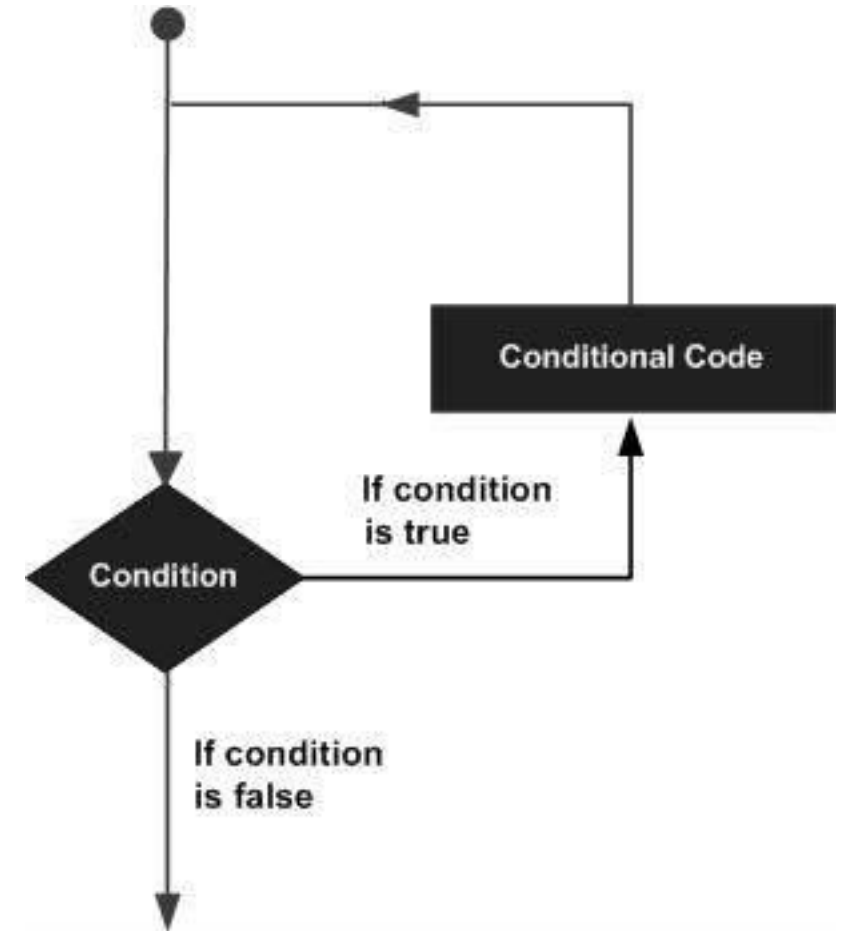 Conditional Code
If condition
is true
Condition
If condition
is false